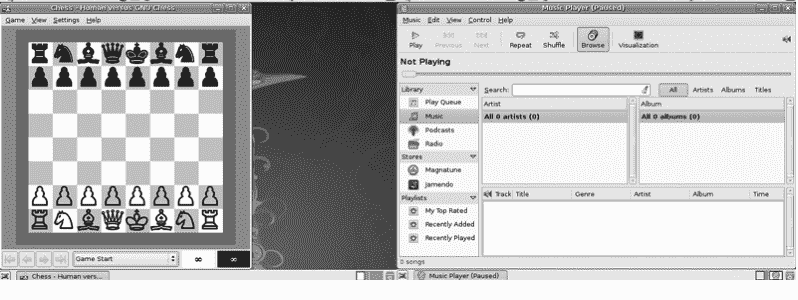 Chess - Human versus GNU Chess
Game View Settings Help
Game Start
∞ ∞
Chess - Human vers...
Music Player (Paused)
Music Edit View Control Help
Play Previous Next Repeat Shuffle Browse Visualization
Not Playing
Library
Play Queue
Music
Podcasts
Radio
Stores
Magnatune
Jamendo
Playlists
My Top Rated
Recently Added
Recently Played
Search: All Artists Albums Titles
Artist Album
All 0 artists (0) All 0 albums (0)
Track Title Genre Artist Album Time
0 songs
Music Player (Paused)